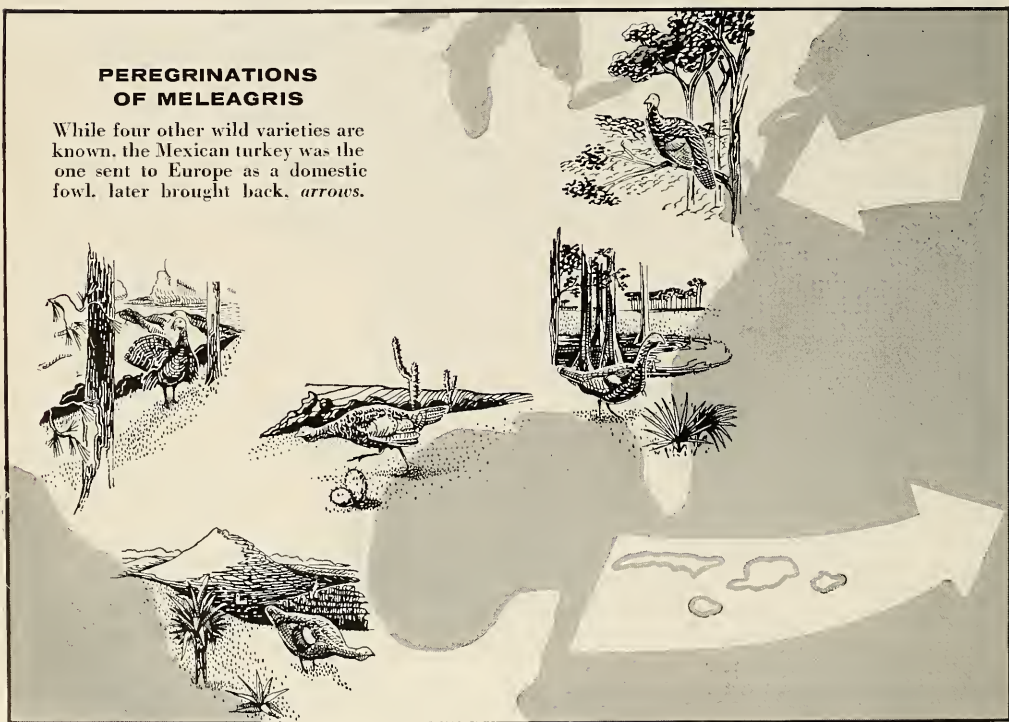 PEREGRINATIONS
OF MELEAGRIS
While four other wild varieties are
known, the Mexican turkey was the
one sent to Europe as a domestic
fowl, later brought back, arrows.